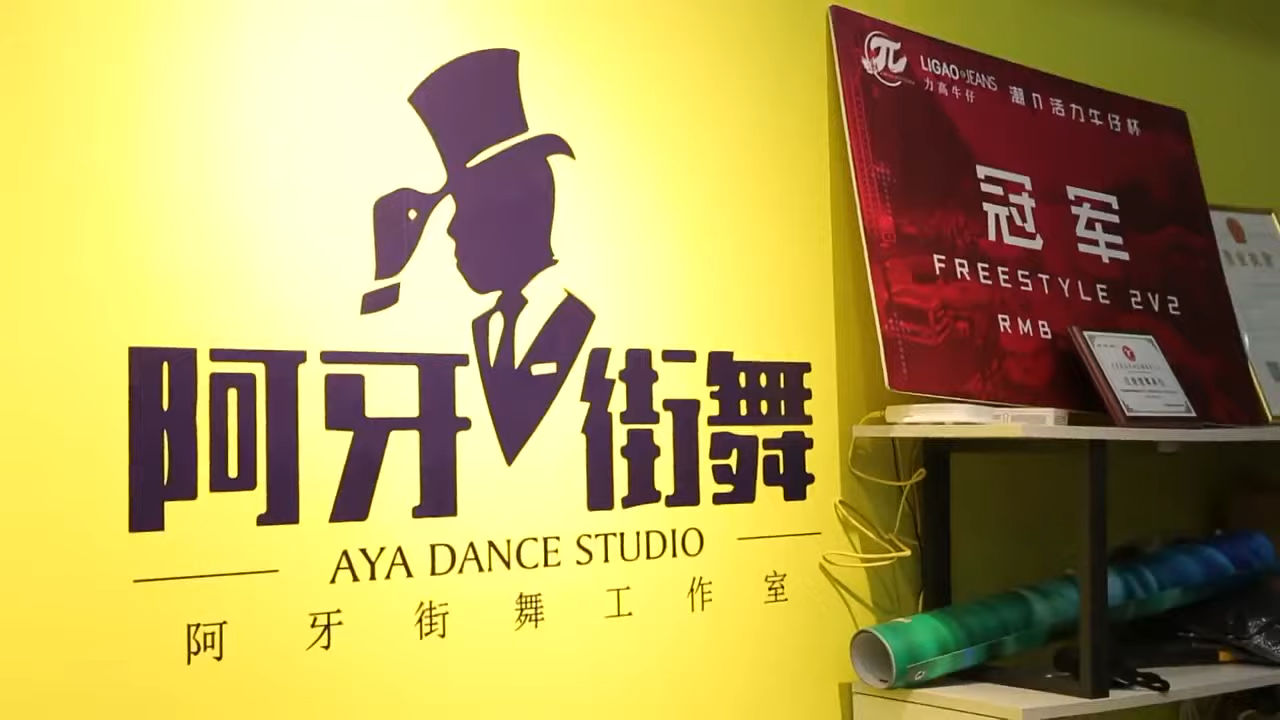 阿牙街舞
AYA DANCE STUDIO
阿牙街舞工作室
LIGAO JEANS
力高牛仔
潮π活力牛仔杯
冠军
FREESTYLE 2V2
RMB